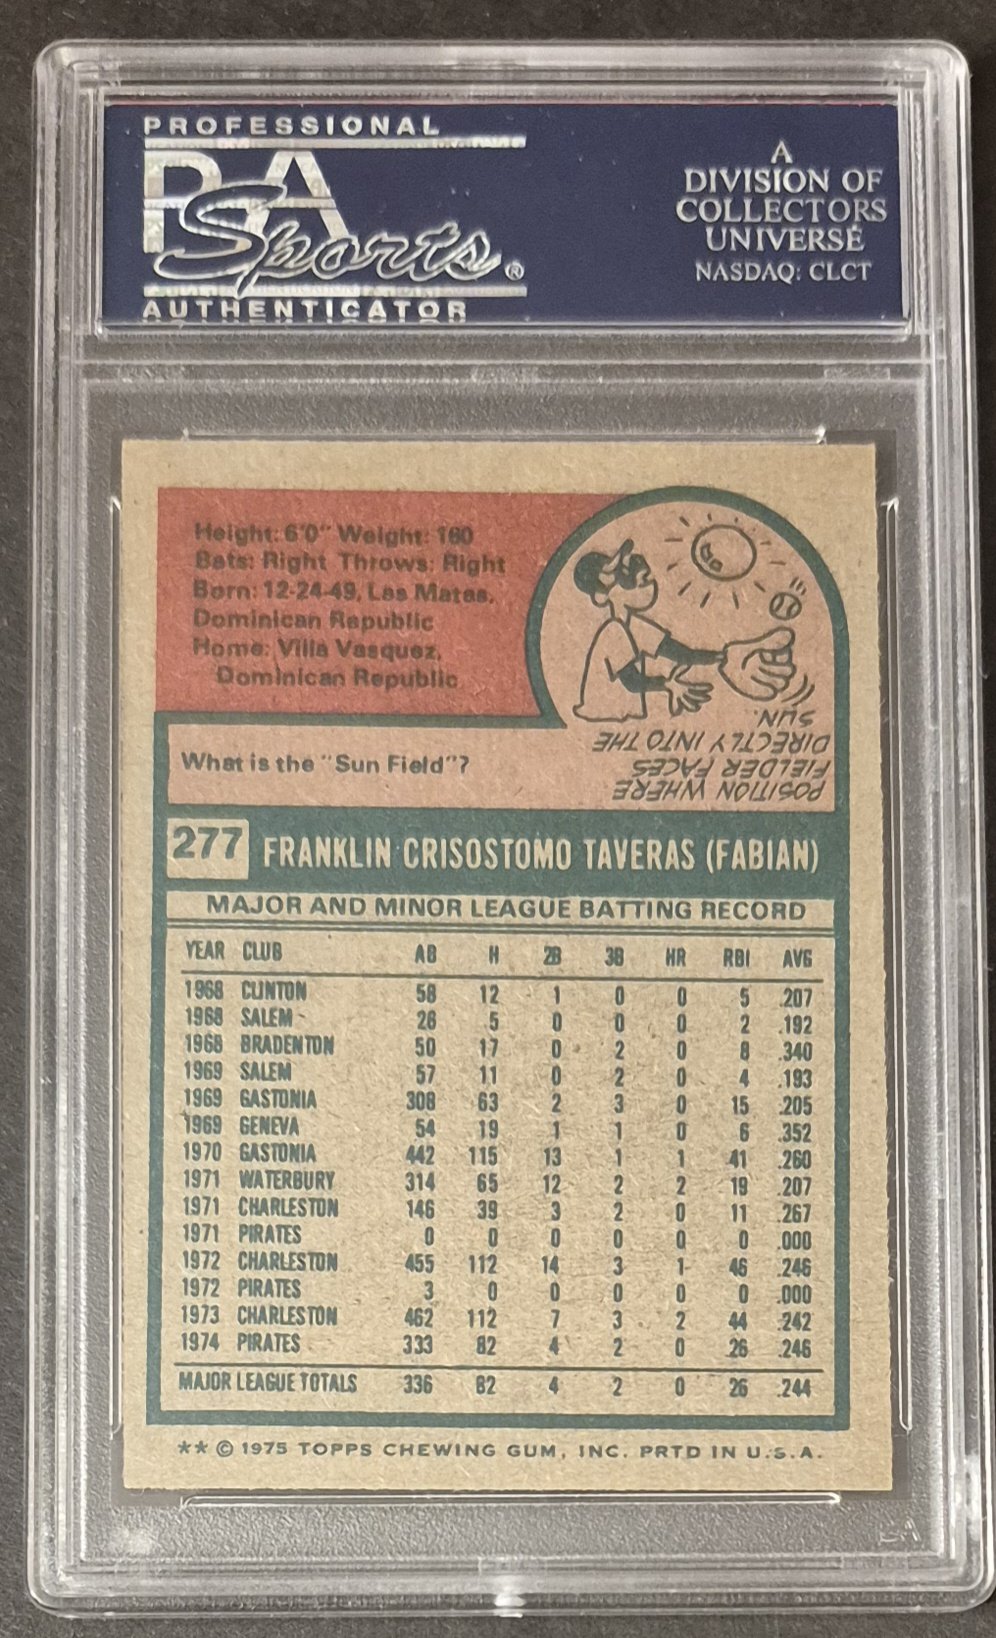 PROFESSIONAL
PSA
Sports®
AUTHENTICATOR
A
DIVISION OF
COLLECTORS
UNIVERSE
NASDAQ: CLCT
Height: 6'0" Weight: 160
Bats: Right Throws: Right
Born: 12-24-49, Las Matas,
Dominican Republic
Home: Villa Vasquez,
Dominican Republic
What is the "Sun Field"?
POSITION WHERE
FIELDER FACES
DIRECTLY INTO THE
SUN.
277 FRANKLIN CRISOSTOMO TAVERAS (FABIAN)
MAJOR AND MINOR LEAGUE BATTING RECORD
YEAR CLUB AB H 2B 3B HR RBI AVG
1968 CLINTON 58 12 1 0 0 5 .207
1968 SALEM 26 5 0 0 0 2 .192
1968 BRADENTON 50 17 0 2 0 8 .340
1969 SALEM 57 11 0 2 0 4 .193
1969 GASTONIA 308 63 2 3 0 15 .205
1969 GENEVA 54 19 1 1 0 6 .352
1970 GASTONIA 442 115 13 1 1 41 .260
1971 WATERBURY 314 65 12 2 2 19 .207
1971 CHARLESTON 146 39 3 2 0 11 .267
1971 PIRATES 0 0 0 0 0 0 .000
1972 CHARLESTON 455 112 14 3 1 46 .246
1972 PIRATES 3 0 0 0 0 0 .000
1973 CHARLESTON 462 112 7 3 2 44 .242
1974 PIRATES 333 82 4 2 0 26 .246
MAJOR LEAGUE TOTALS 336 82 4 2 0 26 .244
** © 1975 TOPPS CHEWING GUM, INC. PRTD IN U.S.A.